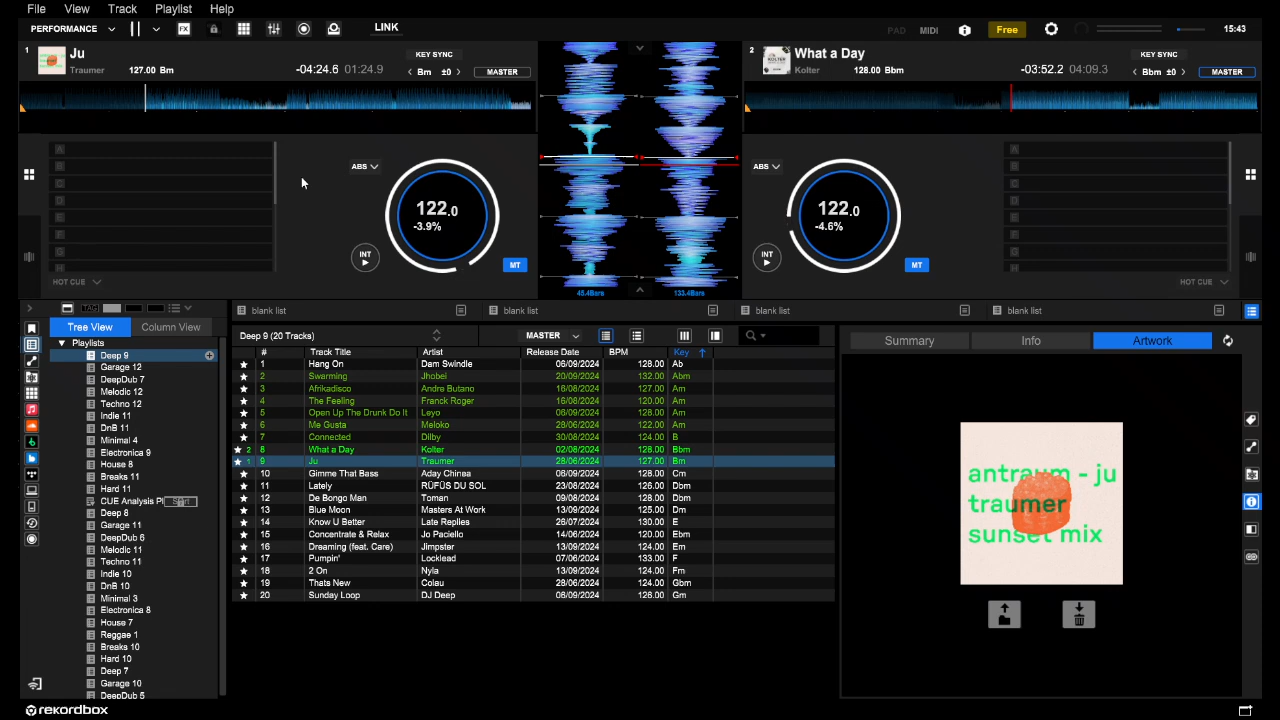 File View Track Playlist Help
PERFORMANCE FX LINK PAD MIDI Free 15:43
1 Ju KEY SYNC
Traumer 127.00 Bm -04:24.6 01:24.9 Bm ±0 MASTER
2 What a Day KEY SYNC
Kolter 128.00 Bbm -03:52.2 04:09.3 Bbm ±0 MASTER
A
B
C
D
E
F
G
H
HOT CUE
ABS
122.0
-3.9%
INT
MT
45.4Bars 133.4Bars
ABS
122.0
-4.6%
INT
MT
A
B
C
D
E
F
G
H
HOT CUE
TAG
blank list blank list blank list blank list
Tree View Column View
Playlists
Deep 9
Garage 12
DeepDub 7
Melodic 12
Techno 12
Indie 11
DnB 11
Minimal 4
Electronica 9
House 8
Breaks 11
Hard 11
CUE Analysis Pl
Deep 8
Garage 11
DeepDub 6
Melodic 11
Techno 11
Indie 10
DnB 10
Minimal 3
Electronica 8
House 7
Reggae 1
Breaks 10
Hard 10
Deep 7
Garage 10
DeepDub 5
Deep 9 (20 Tracks) MASTER
# Track Title Artist Release Date BPM Key
1 Hang On Dam Swindle 06/09/2024 128.00 Ab
2 Swarming Jhobei 20/09/2024 132.00 Abm
3 Afrikadisco Andre Butano 16/08/2024 127.00 Am
4 The Feeling Franck Roger 16/08/2024 120.00 Am
5 Open Up The Drunk Do It Leyo 06/09/2024 128.00 Am
6 Me Gusta Meloko 28/06/2024 122.00 Am
7 Connected Dilby 30/08/2024 124.00 B
2 8 What a Day Kolter 02/08/2024 128.00 Bbm
1 9 Ju Traumer 28/06/2024 127.00 Bm
10 Gimme That Bass Aday Chinea 06/09/2024 128.00 Cm
11 Lately RÜFÜS DU SOL 23/08/2024 126.00 Dbm
12 De Bongo Man Toman 09/08/2024 130.00 Dbm
13 Blue Moon Masters At Work 13/09/2024 125.00 Dm
14 Know U Better Late Replies 26/07/2024 130.00 E
15 Concentrate & Relax Jo Paciello 13/09/2024 124.00 Ebm
16 Dreaming (feat. Care) Jimpster 13/09/2024 124.00 Em
17 Pumpin' Locklead 07/06/2024 133.00 F
18 2 On Nyla 13/09/2024 124.00 Fm
19 Thats New Colau 28/06/2024 124.00 Gbm
20 Sunday Loop DJ Deep 06/09/2024 126.00 Gm
Summary Info Artwork
antraum - ju
traumer
sunset mix
rekordbox